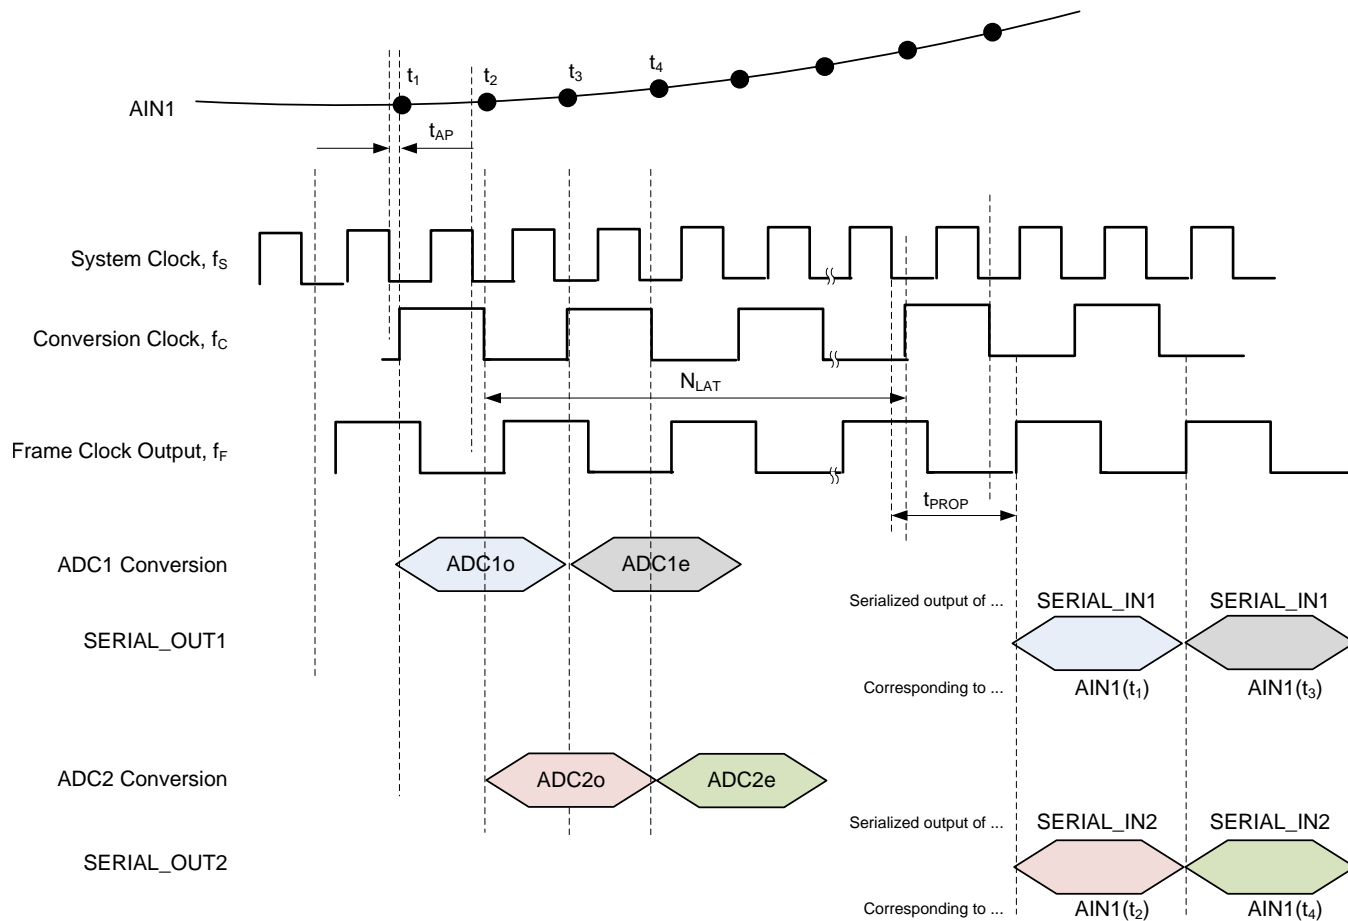 t1
t2
t3
t4
AIN1
tAP
System Clock, fS
Conversion Clock, fC
NLAT
Frame Clock Output, fF
tPROP
ADC1 Conversion
ADC1o
ADC1e
Serialized output of ...
SERIAL_IN1
SERIAL_IN1
SERIAL_OUT1
Corresponding to ...
AIN1(t1)
AIN1(t3)
ADC2 Conversion
ADC2o
ADC2e
Serialized output of ...
SERIAL_IN2
SERIAL_IN2
SERIAL_OUT2
Corresponding to ...
AIN1(t2)
AIN1(t4)